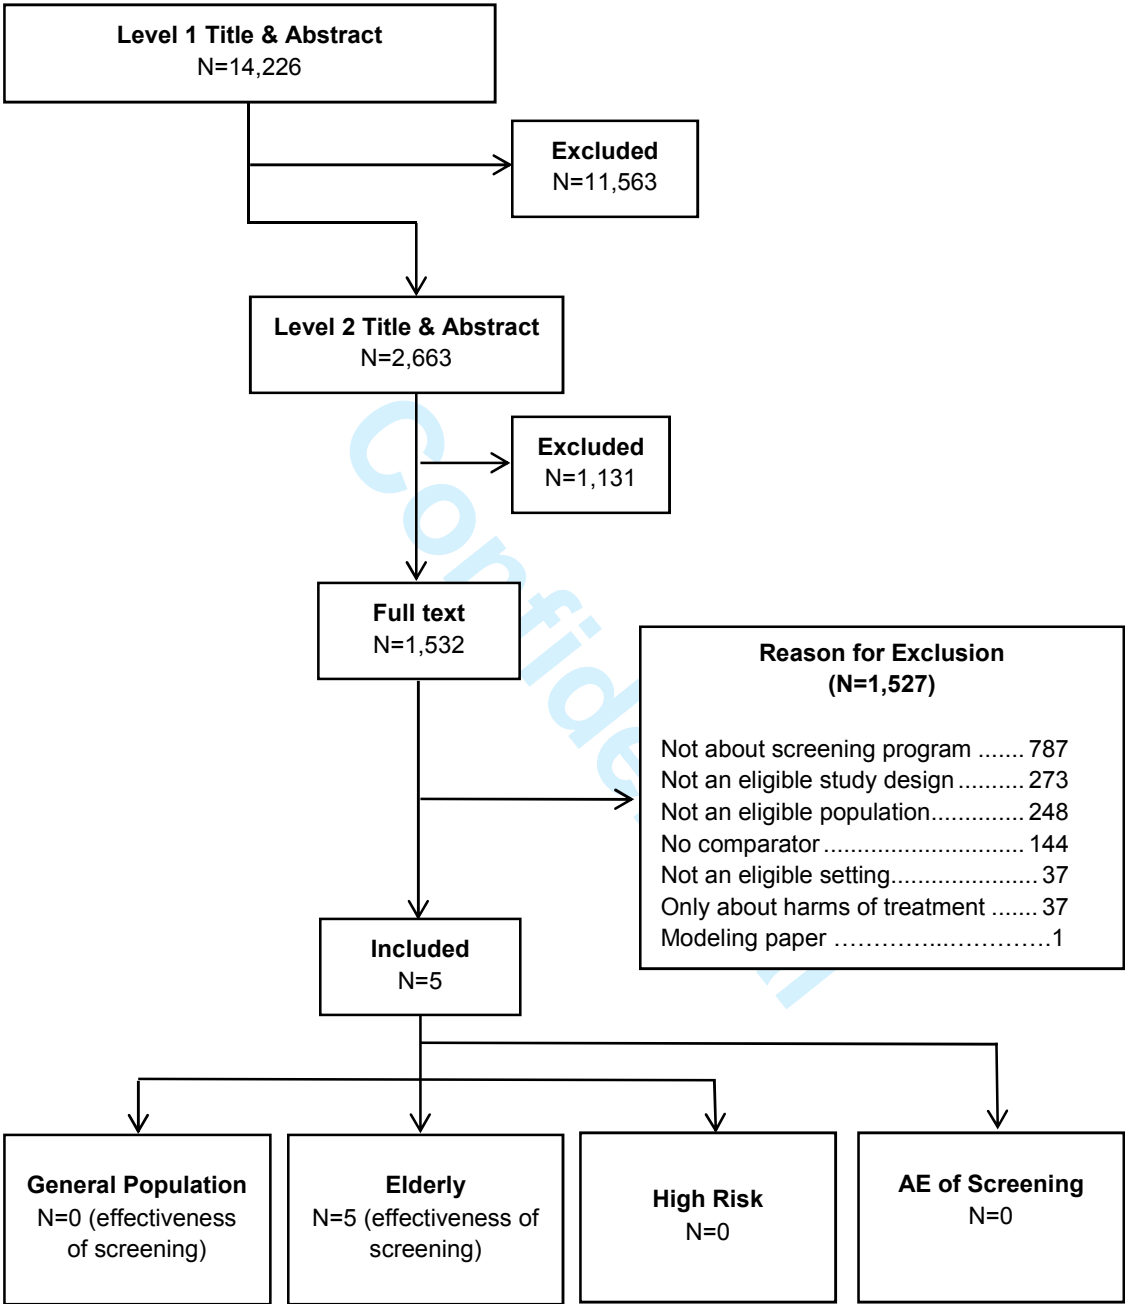 Level 1 Title & Abstract
N=14,226
Excluded
N=11,563
Level 2 Title & Abstract
N=2,663
Excluded
N=1,131
Full text
N=1,532
Reason for Exclusion
(N=1,527)
Not about screening program ....... 787
Not an eligible study design .......... 273
Not an eligible population.............. 248
No comparator ............................. 144
Not an eligible setting...................... 37
Only about harms of treatment ....... 37
Modeling paper …………...………….1
Included
N=5
General Population
N=0 (effectiveness
of screening)
Elderly
N=5 (effectiveness of
screening)
High Risk
N=0
AE of Screening
N=0